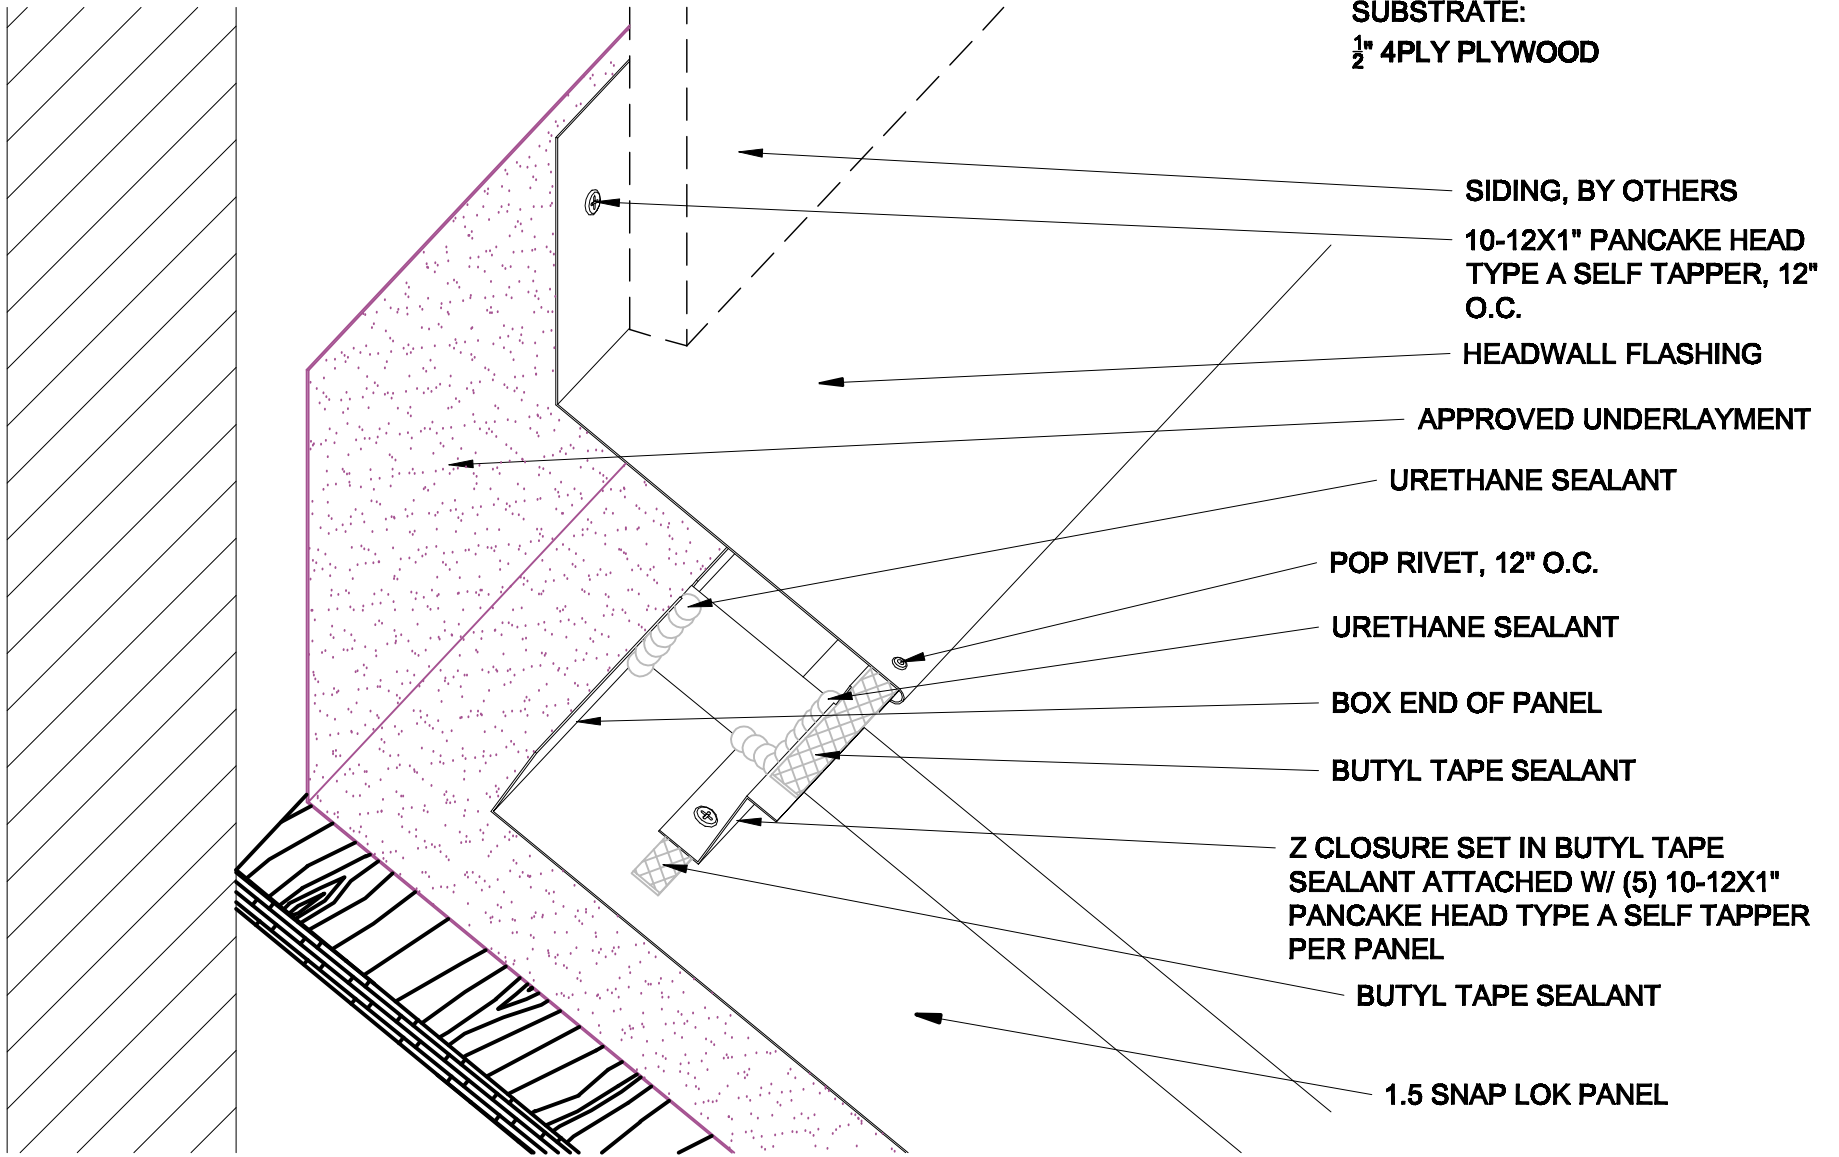 SUBSTRATE:
1/2" 4PLY PLYWOOD
SIDING, BY OTHERS
10-12X1" PANCAKE HEAD
TYPE A SELF TAPPER, 12"
O.C.
HEADWALL FLASHING
APPROVED UNDERLAYMENT
URETHANE SEALANT
POP RIVET, 12" O.C.
URETHANE SEALANT
BOX END OF PANEL
BUTYL TAPE SEALANT
Z CLOSURE SET IN BUTYL TAPE
SEALANT ATTACHED W/ (5) 10-12X1"
PANCAKE HEAD TYPE A SELF TAPPER
PER PANEL
BUTYL TAPE SEALANT
1.5 SNAP LOK PANEL